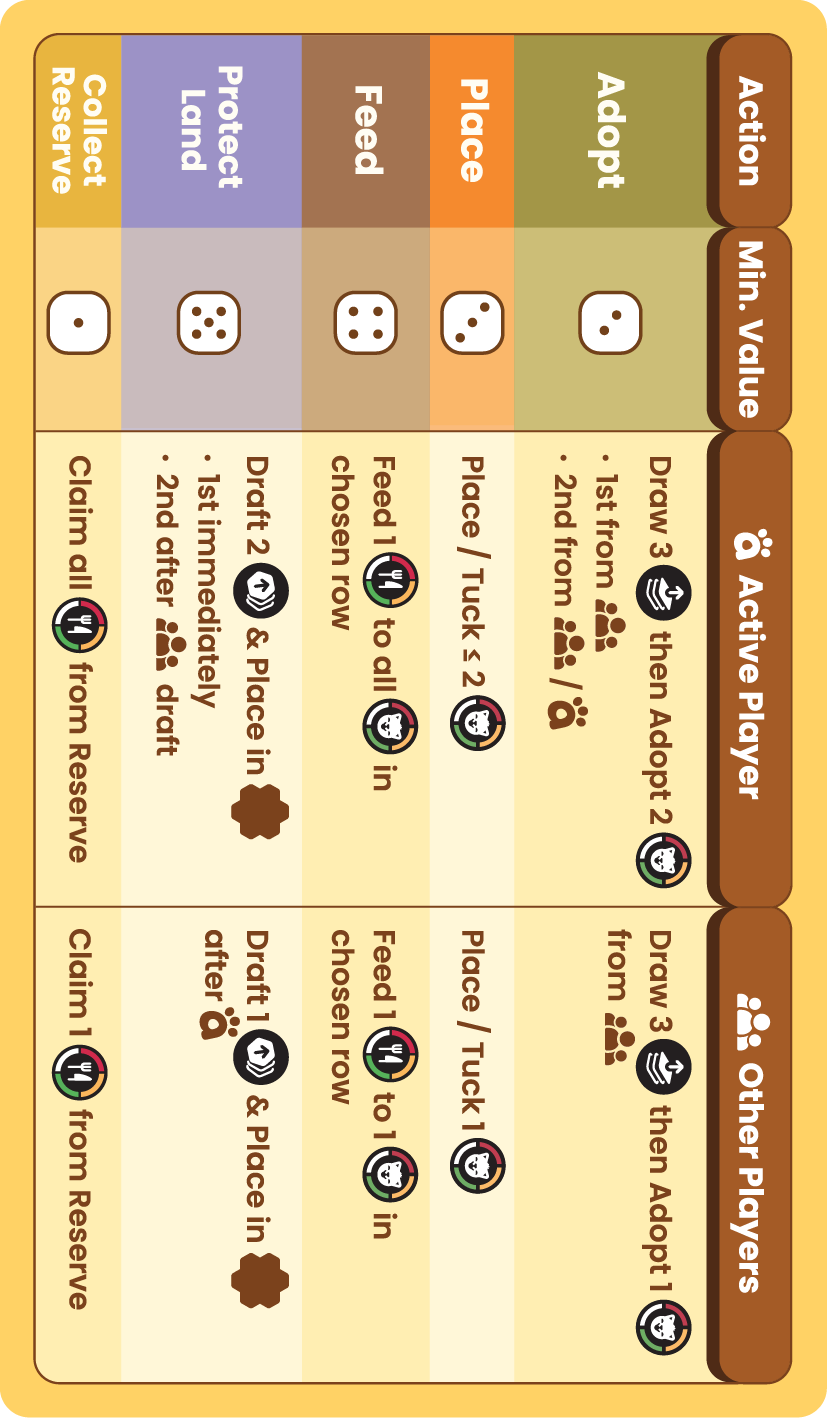 Action
Min. Value
Active Player
Other Players
Adopt
Draw 3 then Adopt 2
• 1st from
• 2nd from /
Draw 3 then Adopt 1
from
Place
Place / Tuck ≤ 2
Place / Tuck 1
Feed
Feed 1 to all in
chosen row
Feed 1 to 1 in
chosen row
Protect
Land
Draft 2 & Place in
• 1st immediately
• 2nd after draft
Draft 1 & Place in
after
Collect
Reserve
Claim all from Reserve
Claim 1 from Reserve